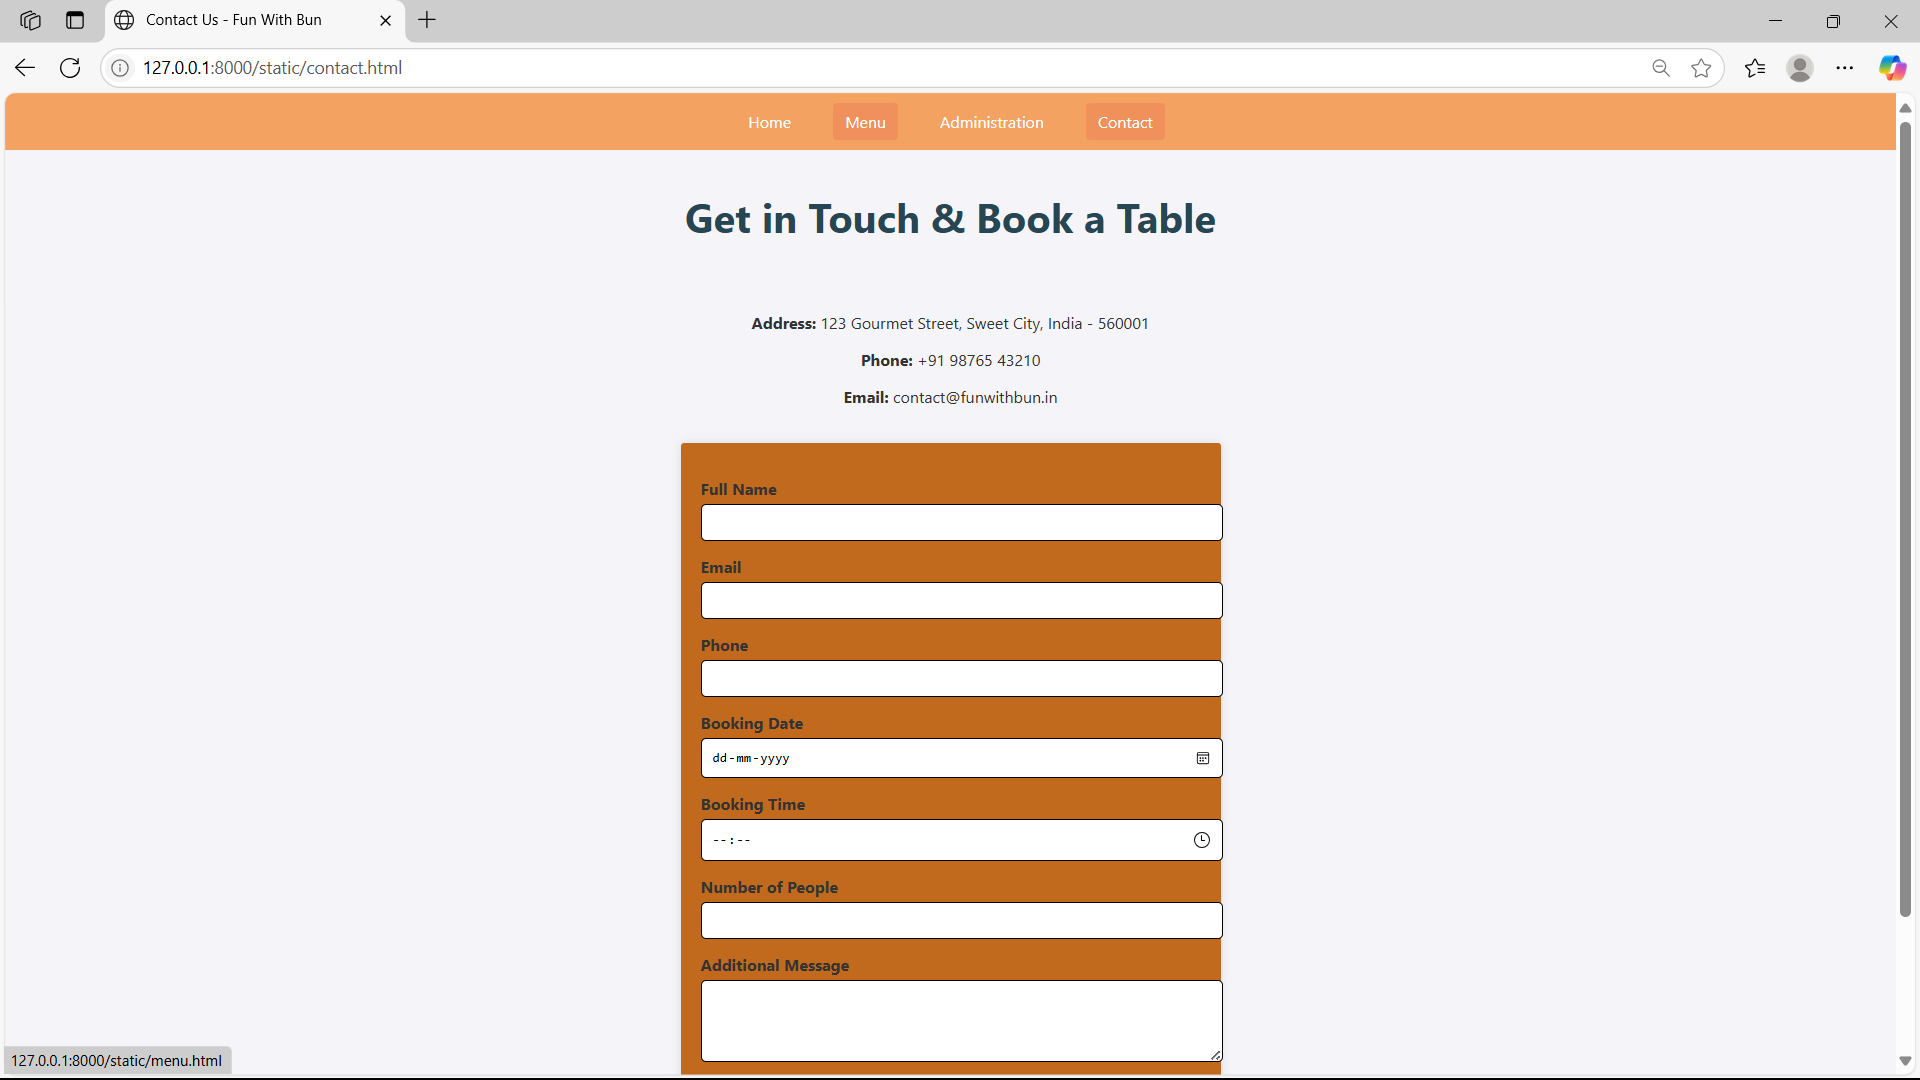 Contact Us - Fun With Bun
127.0.0.1:8000/static/contact.html
Home Menu Administration Contact
Get in Touch & Book a Table
Address: 123 Gourmet Street, Sweet City, India - 560001
Phone: +91 98765 43210
Email: contact@funwithbun.in
Full Name
Email
Phone
Booking Date
dd-mm-yyyy
Booking Time
--:--
Number of People
Additional Message
127.0.0.1:8000/static/menu.html